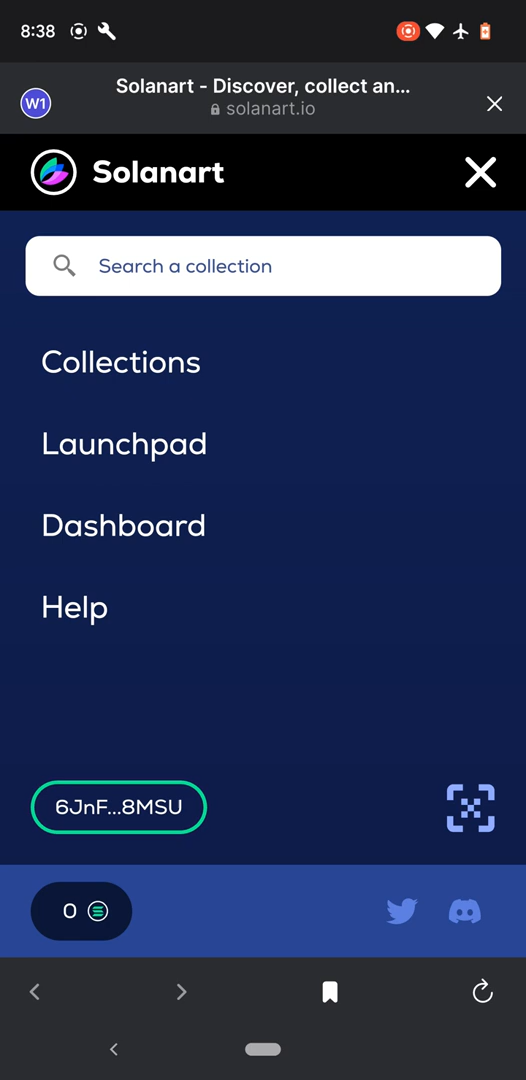 8:38
W1
Solanart - Discover, collect an...
solanart.io
Solanart
Search a collection
Collections
Launchpad
Dashboard
Help
6JnF...8MSU
0